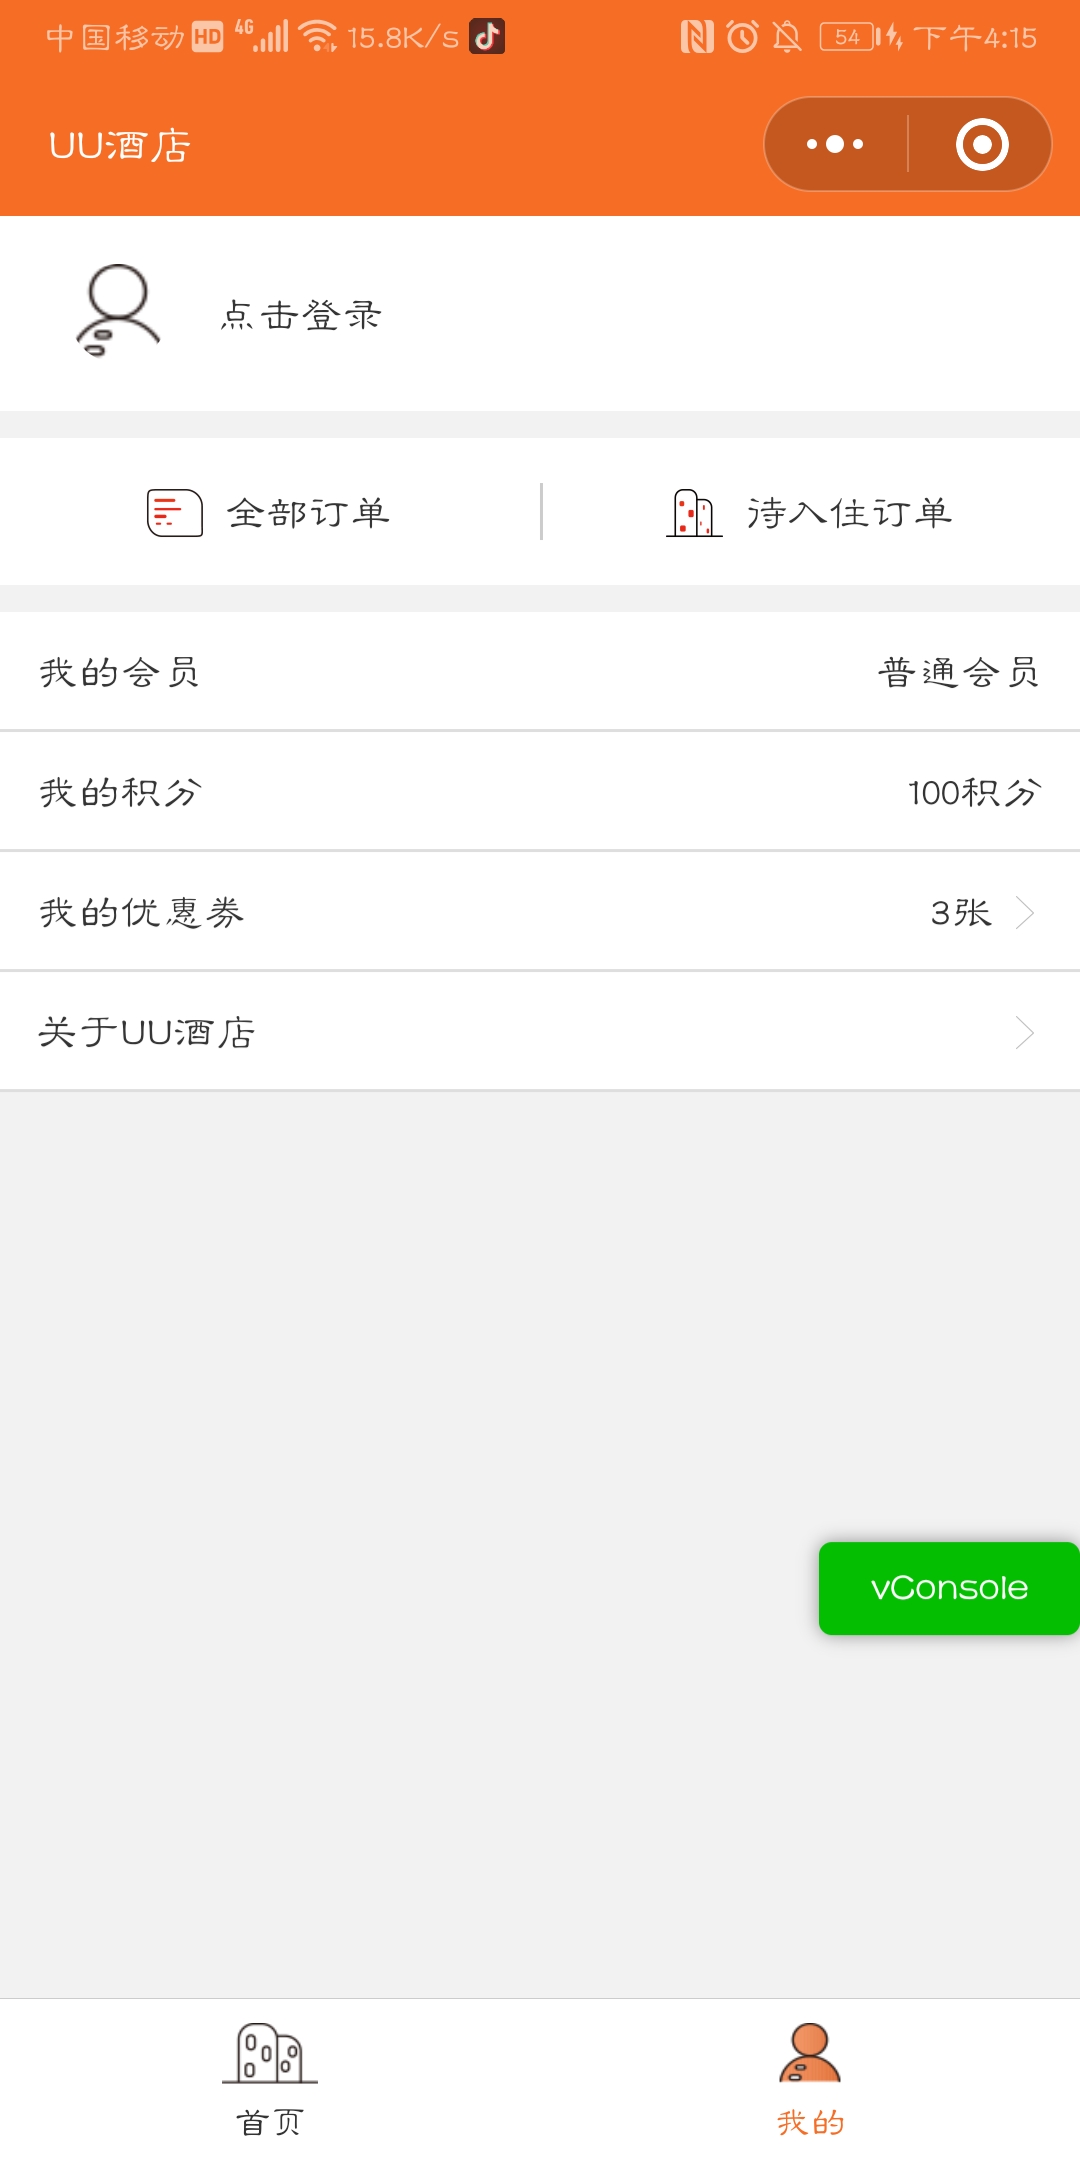 中国移动 HD 4G 15.8K/s 54 下午4:15
UU酒店
点击登录
全部订单 待入住订单
我的会员 普通会员
我的积分 100积分
我的优惠券 3张
关于UU酒店
vConsole
首页 我的